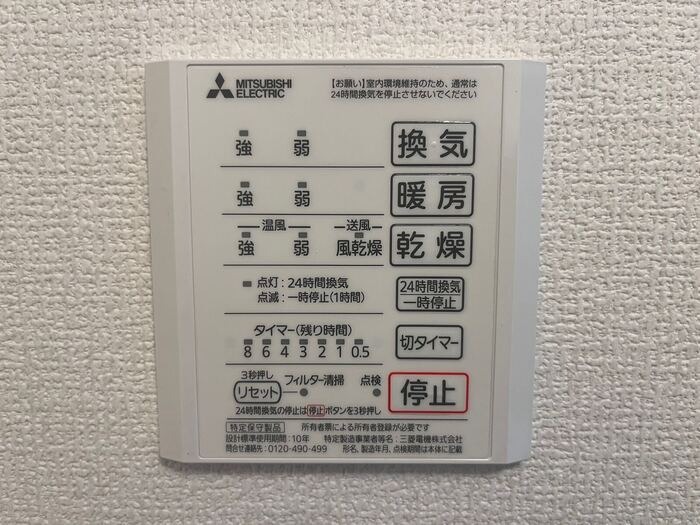 MITSUBISHI
ELECTRIC
【お願い】室内環境維持のため、通常は
24時間換気を停止させないでください
強 弱 換気
強 弱 暖房
温風 送風
強 弱 風乾燥 乾燥
点灯：24時間換気
点滅：一時停止(1時間)
24時間換気
一時停止
タイマー(残り時間)
8 6 4 3 2 1 0.5
切タイマー
3秒押し
リセット フィルター清掃 点検
停止
24時間換気の停止は停止ボタンを3秒押し
特定保守製品 所有者票による所有者登録が必要です
設計標準使用期間：10年 特定製造事業者等名：三菱電機株式会社
問合せ連絡先：0120-490-499 形名、製造年月、点検期間は本体に記載